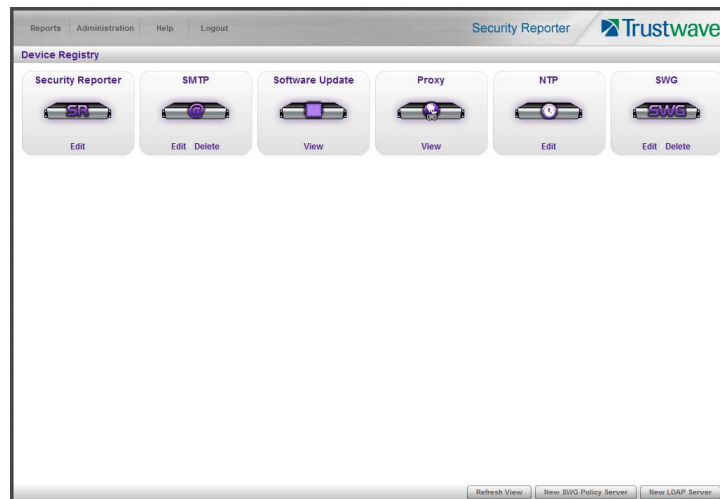 Reports Administration Help Logout Security Reporter Trustwave
Device Registry
Security Reporter SMTP Software Update Proxy NTP SWG
SR @ SWG
Edit Edit Delete View View Edit Edit Delete
Refresh View New SWG Policy Server New LDAP Server